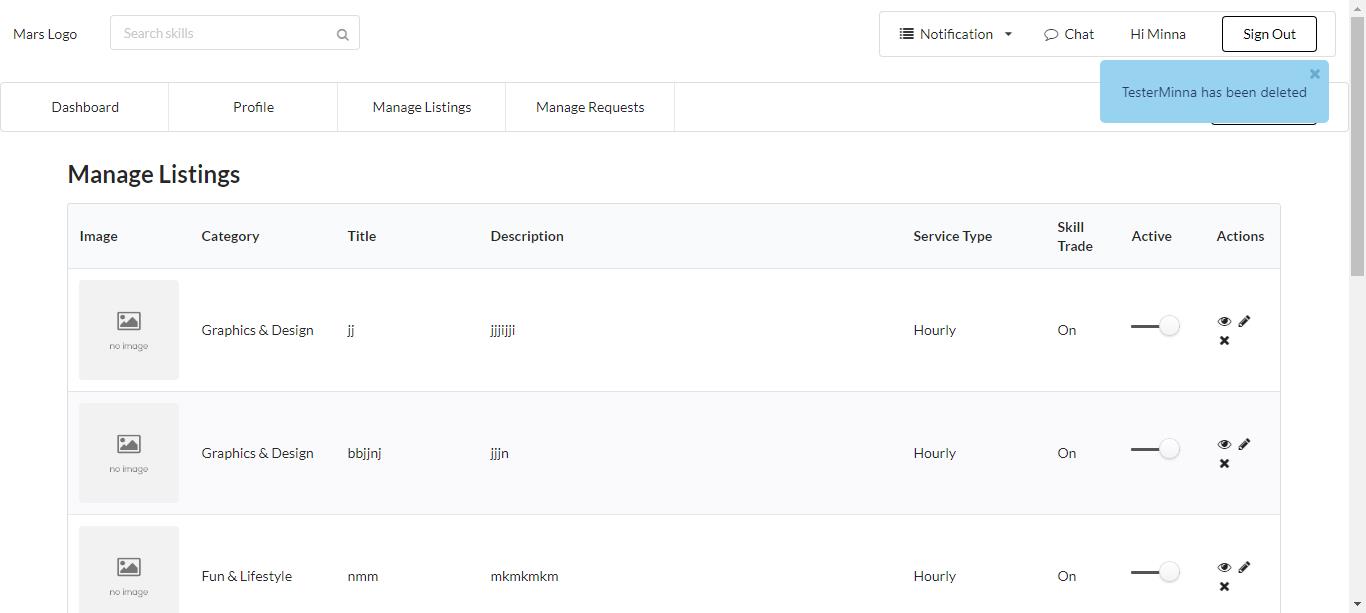 Mars Logo
Search skills
Notification
Chat
Hi Minna
Sign Out
TesterMinna has been deleted
Dashboard
Profile
Manage Listings
Manage Requests
Manage Listings
Image
Category
Title
Description
Service Type
Skill
Trade
Active
Actions
no image
Graphics & Design
jj
jjjijjji
Hourly
On
no image
Graphics & Design
bbjjnj
jjjn
Hourly
On
no image
Fun & Lifestyle
nmm
mkmkmkm
Hourly
On